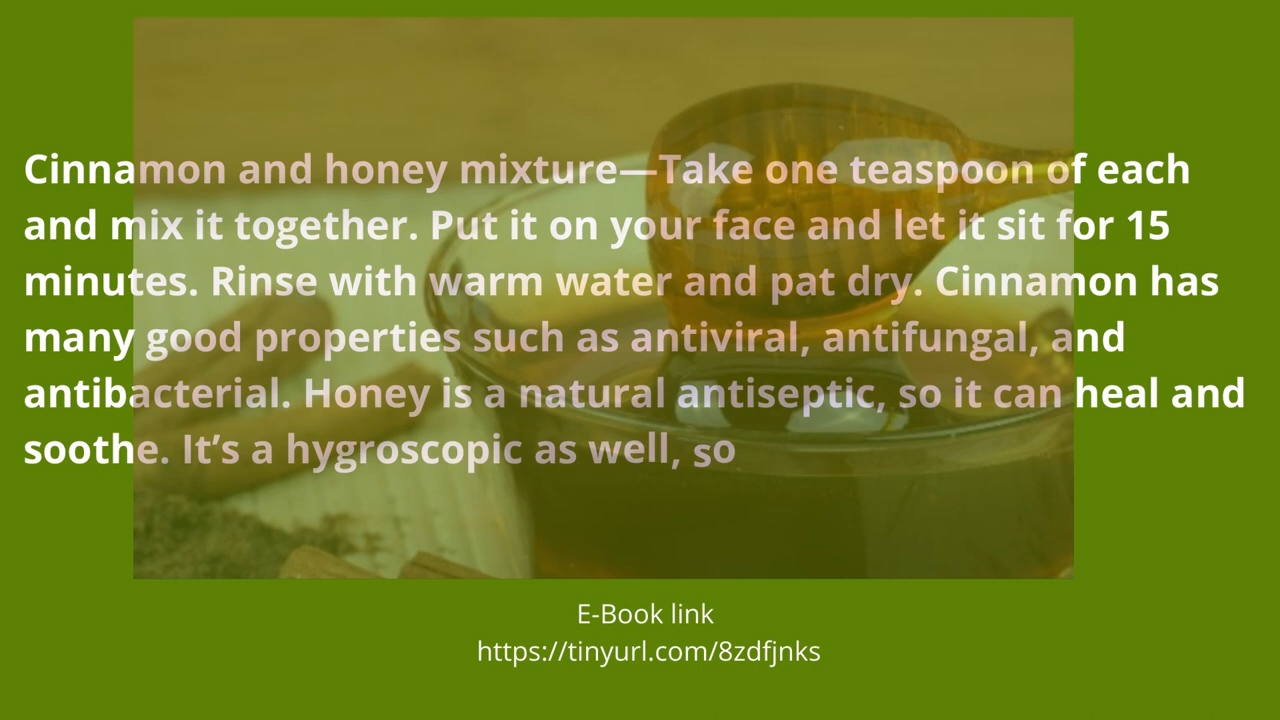 Cinnamon and honey mixture—Take one teaspoon of each
and mix it together. Put it on your face and let it sit for 15
minutes. Rinse with warm water and pat dry. Cinnamon has
many good properties such as antiviral, antifungal, and
antibacterial. Honey is a natural antiseptic, so it can heal and
soothe. It’s a hygroscopic as well, so
E-Book link
https://tinyurl.com/8zdfjnks